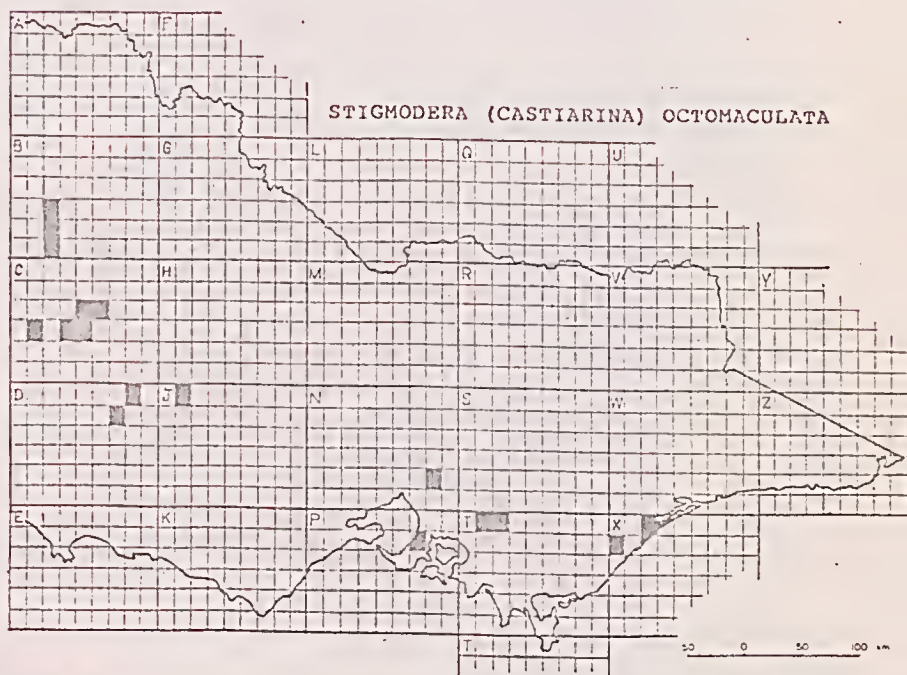 A F
STIGMODERA (CASTIARINA) OCTOMACULATA
B G L Q U
C H M R V Y
D J N S W Z
E K P T X
T
50 0 50 100 km